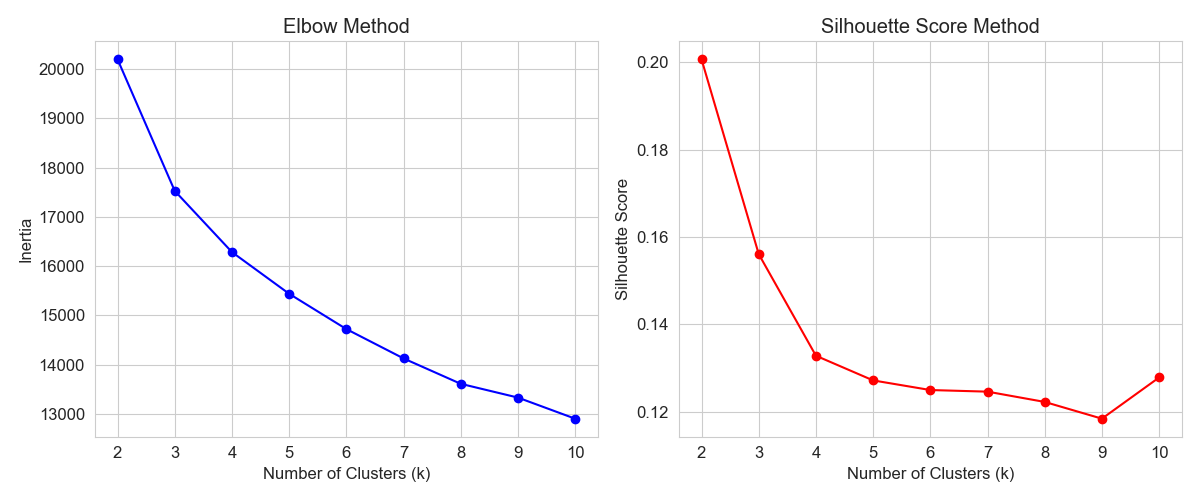 Elbow Method
20000
19000
18000
17000
16000
15000
14000
13000
Inertia
2 3 4 5 6 7 8 9 10
Number of Clusters (k)
Silhouette Score Method
0.20
0.18
0.16
0.14
0.12
Silhouette Score
2 3 4 5 6 7 8 9 10
Number of Clusters (k)